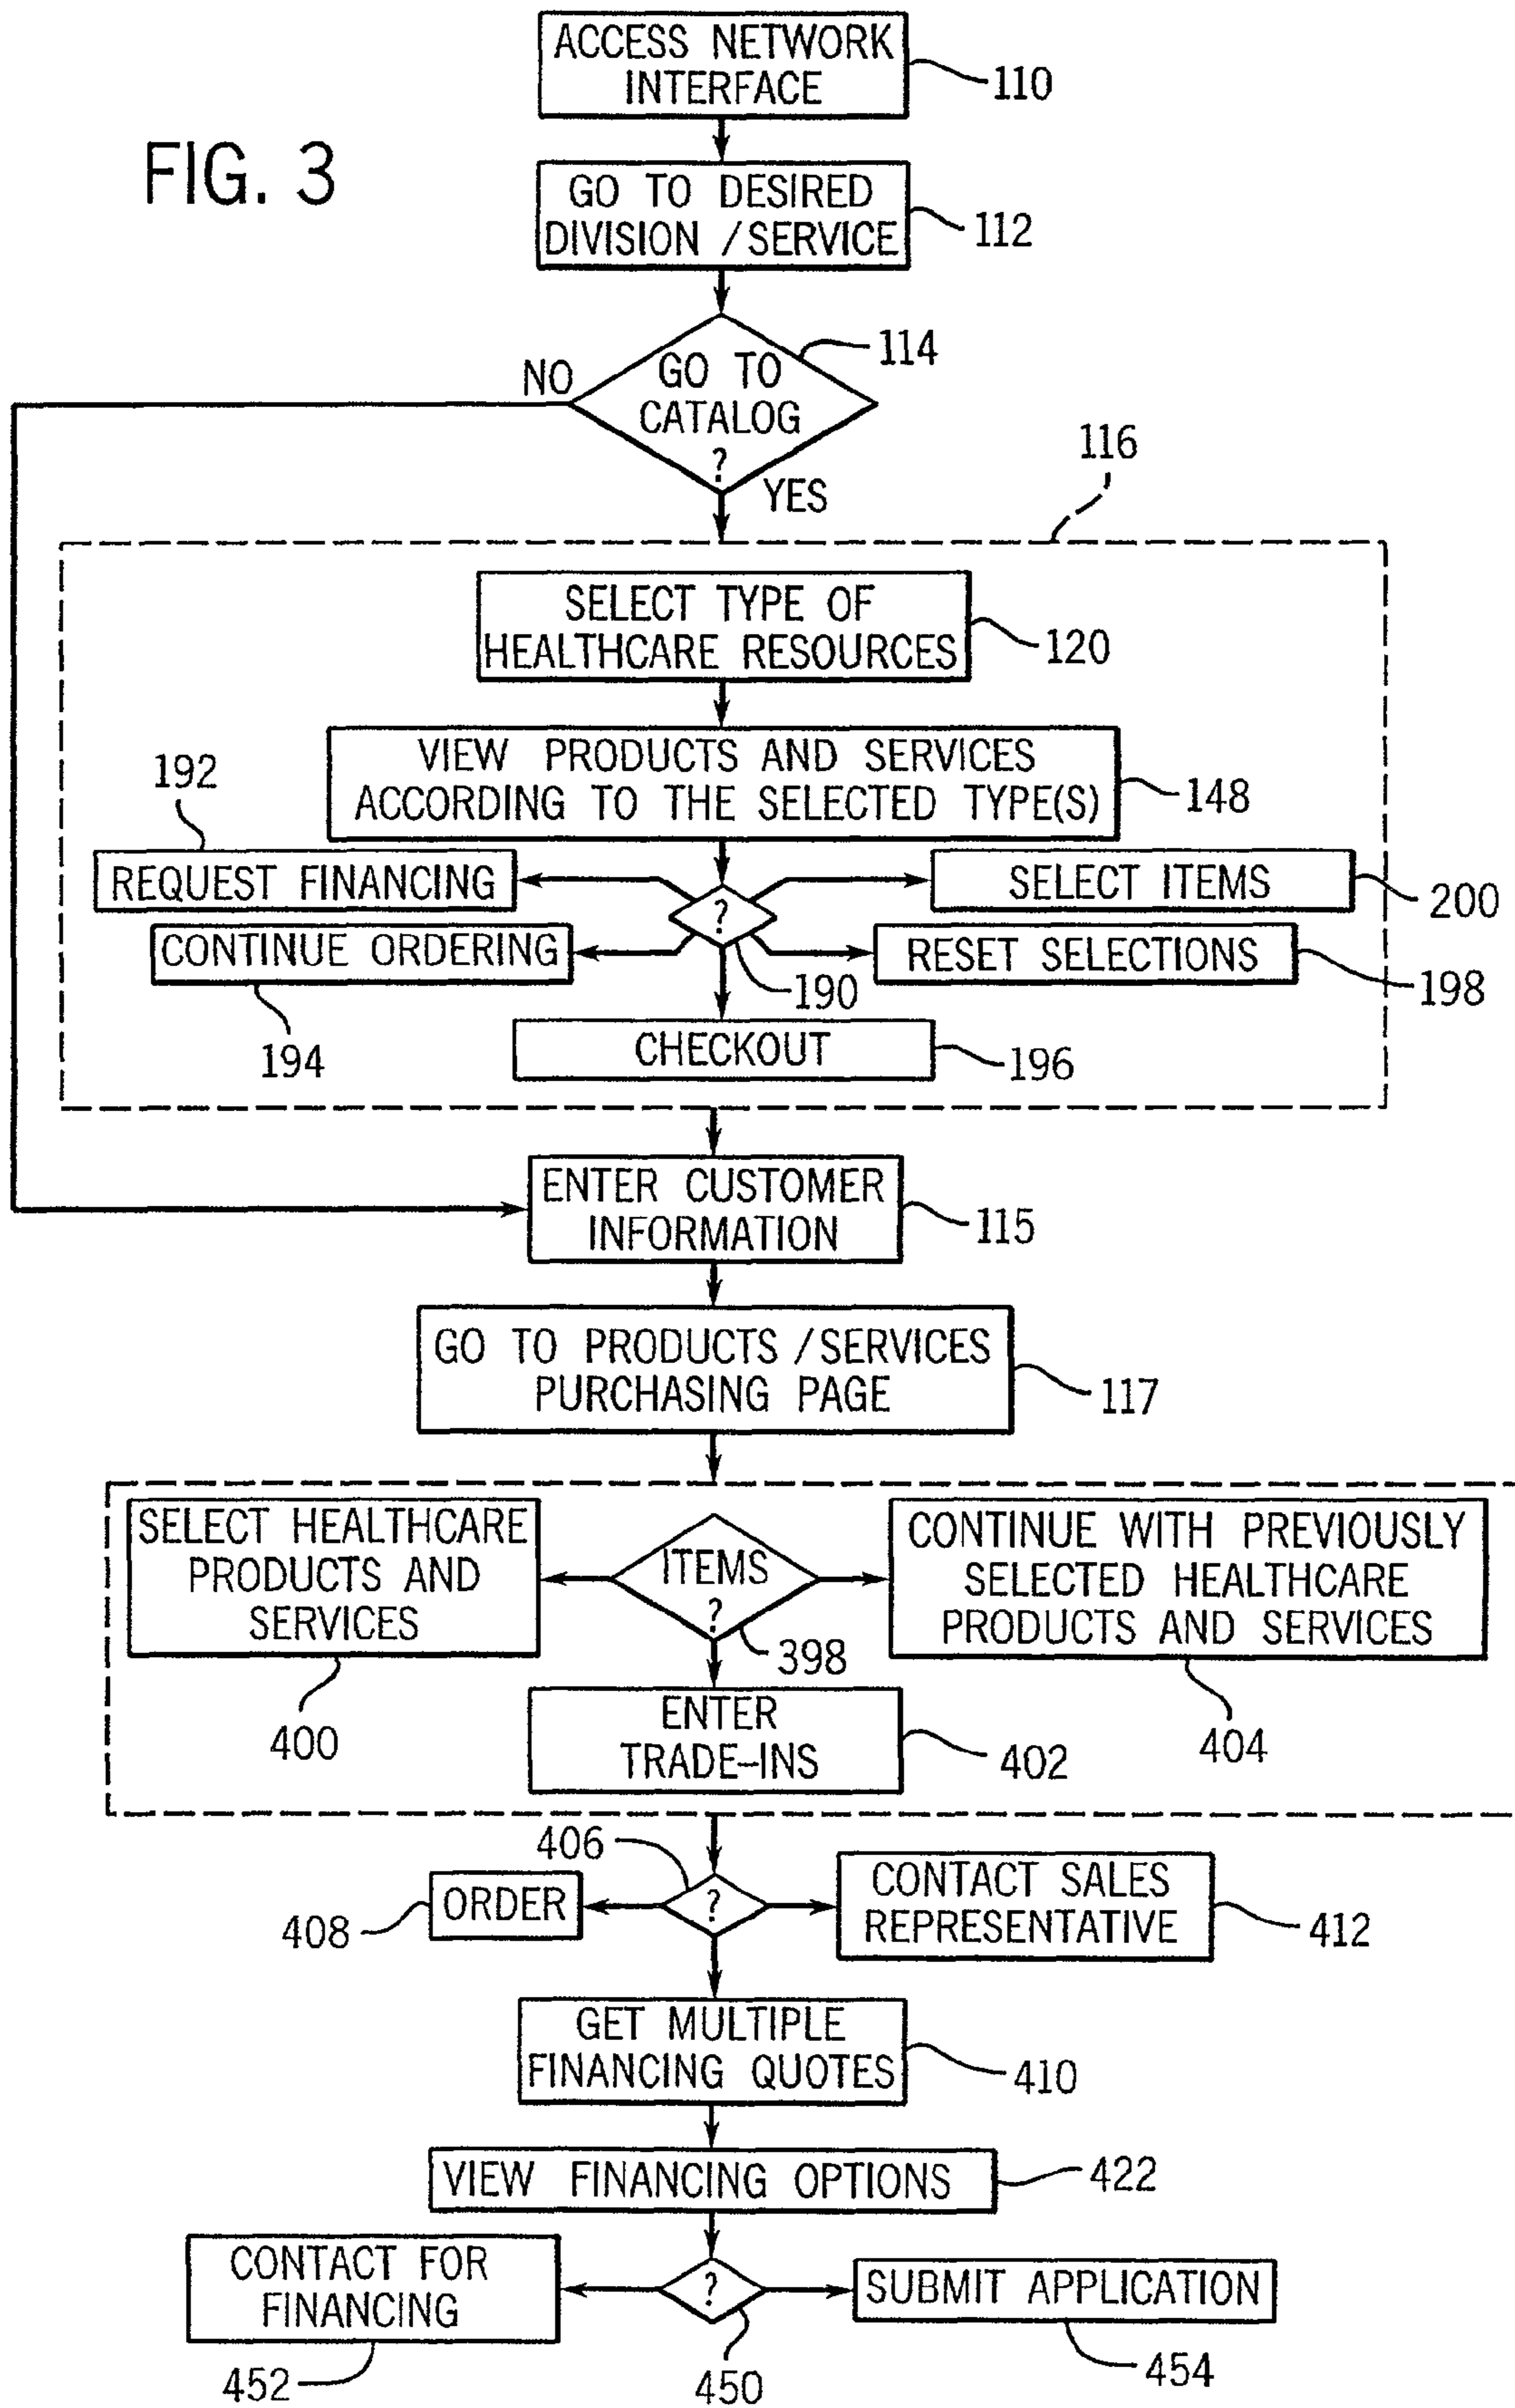 ACCESS NETWORK
INTERFACE
110
FIG. 3
GO TO DESIRED
DIVISION /SERVICE
112
114
NO
GO TO
CATALOG
?
YES
116
SELECT TYPE OF
HEALTHCARE RESOURCES
120
VIEW PRODUCTS AND SERVICES
ACCORDING TO THE SELECTED TYPE(S)
148
192
REQUEST FINANCING
?
SELECT ITEMS
200
CONTINUE ORDERING
RESET SELECTIONS
190
198
194
CHECKOUT
196
ENTER CUSTOMER
INFORMATION
115
GO TO PRODUCTS /SERVICES
PURCHASING PAGE
117
SELECT HEALTHCARE
PRODUCTS AND
SERVICES
400
ITEMS
?
398
CONTINUE WITH PREVIOUSLY
SELECTED HEALTHCARE
PRODUCTS AND SERVICES
404
ENTER
TRADE-INS
402
406
ORDER
408
?
CONTACT SALES
REPRESENTATIVE
412
GET MULTIPLE
FINANCING QUOTES
410
VIEW FINANCING OPTIONS
422
CONTACT FOR
FINANCING
452
?
450
SUBMIT APPLICATION
454